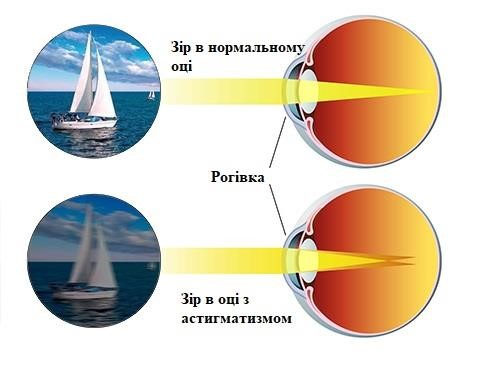 Зір в нормальному
оці
Рогівка
Зір в оці з
астигматизмом